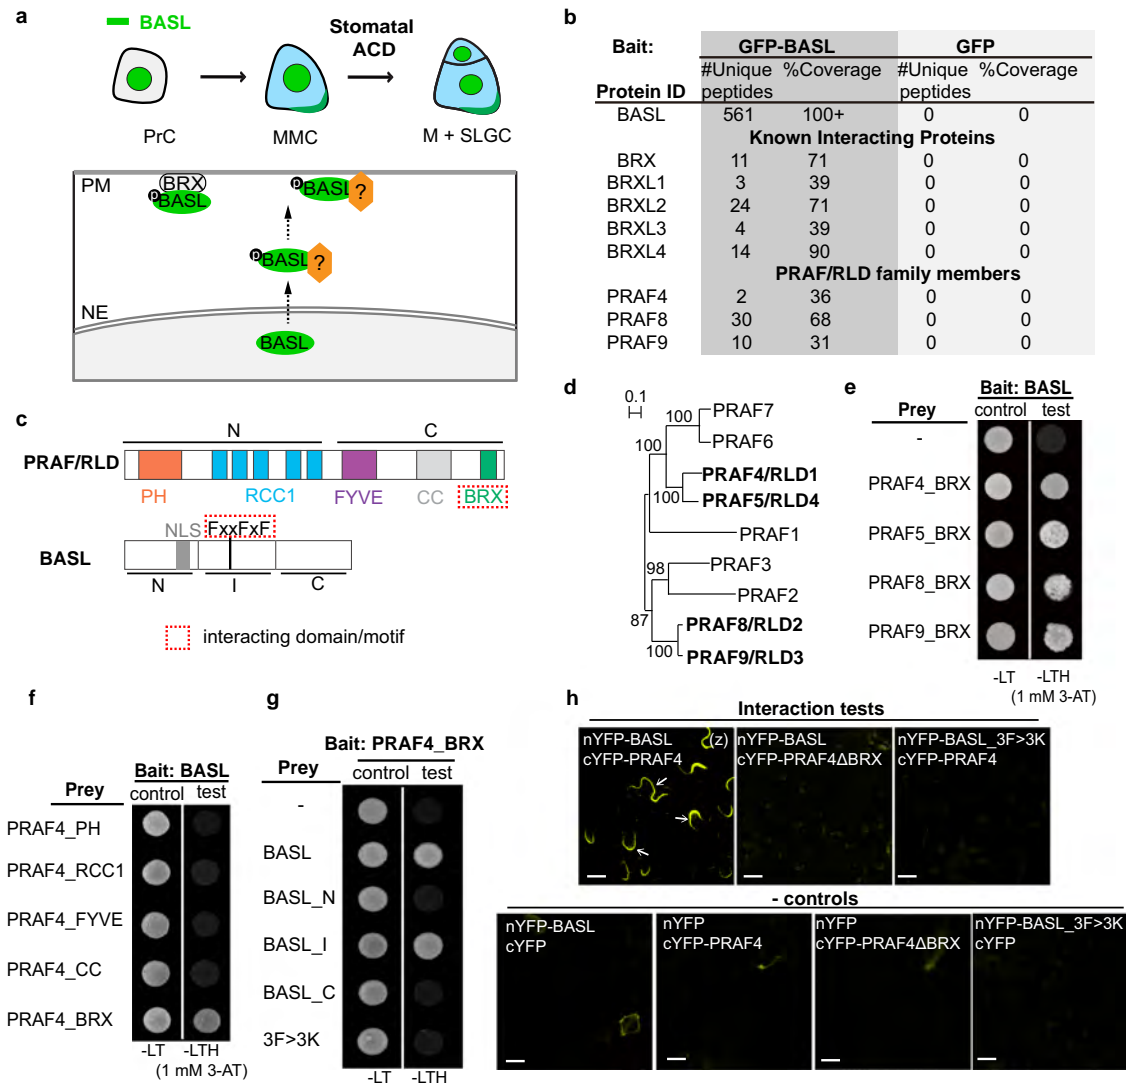 a
BASL
Stomatal
ACD
PrC
MMC
M + SLGC
PM
BRX
p
BASL
p
BASL
?
p
BASL
?
NE
BASL
b
Bait: GFP-BASL GFP
Protein ID #Unique peptides %Coverage #Unique peptides %Coverage
BASL 561 100+ 0 0
Known Interacting Proteins
BRX 11 71 0 0
BRXL1 3 39 0 0
BRXL2 24 71 0 0
BRXL3 4 39 0 0
BRXL4 14 90 0 0
PRAF/RLD family members
PRAF4 2 36 0 0
PRAF8 30 68 0 0
PRAF9 10 31 0 0
c
N C
PRAF/RLD
PH RCC1 FYVE CC BRX
NLS FxxFxF
BASL
N I C
interacting domain/motif
d
0.1
100
PRAF7
PRAF6
100
PRAF4/RLD1
100
PRAF5/RLD4
PRAF1
98
PRAF3
PRAF2
87
PRAF8/RLD2
100
PRAF9/RLD3
e
Bait: BASL
Prey control test
-
PRAF4_BRX
PRAF5_BRX
PRAF8_BRX
PRAF9_BRX
-LT -LTH
(1 mM 3-AT)
f
Bait: BASL
Prey control test
PRAF4_PH
PRAF4_RCC1
PRAF4_FYVE
PRAF4_CC
PRAF4_BRX
-LT -LTH
(1 mM 3-AT)
g
Bait: PRAF4_BRX
Prey control test
-
BASL
BASL_N
BASL_I
BASL_C
3F>3K
-LT -LTH
h
Interaction tests
nYFP-BASL (z)
cYFP-PRAF4
nYFP-BASL
cYFP-PRAF4ΔBRX
nYFP-BASL_3F>3K
cYFP-PRAF4
- controls
nYFP-BASL
cYFP
nYFP
cYFP-PRAF4
nYFP
cYFP-PRAF4ΔBRX
nYFP-BASL_3F>3K
cYFP